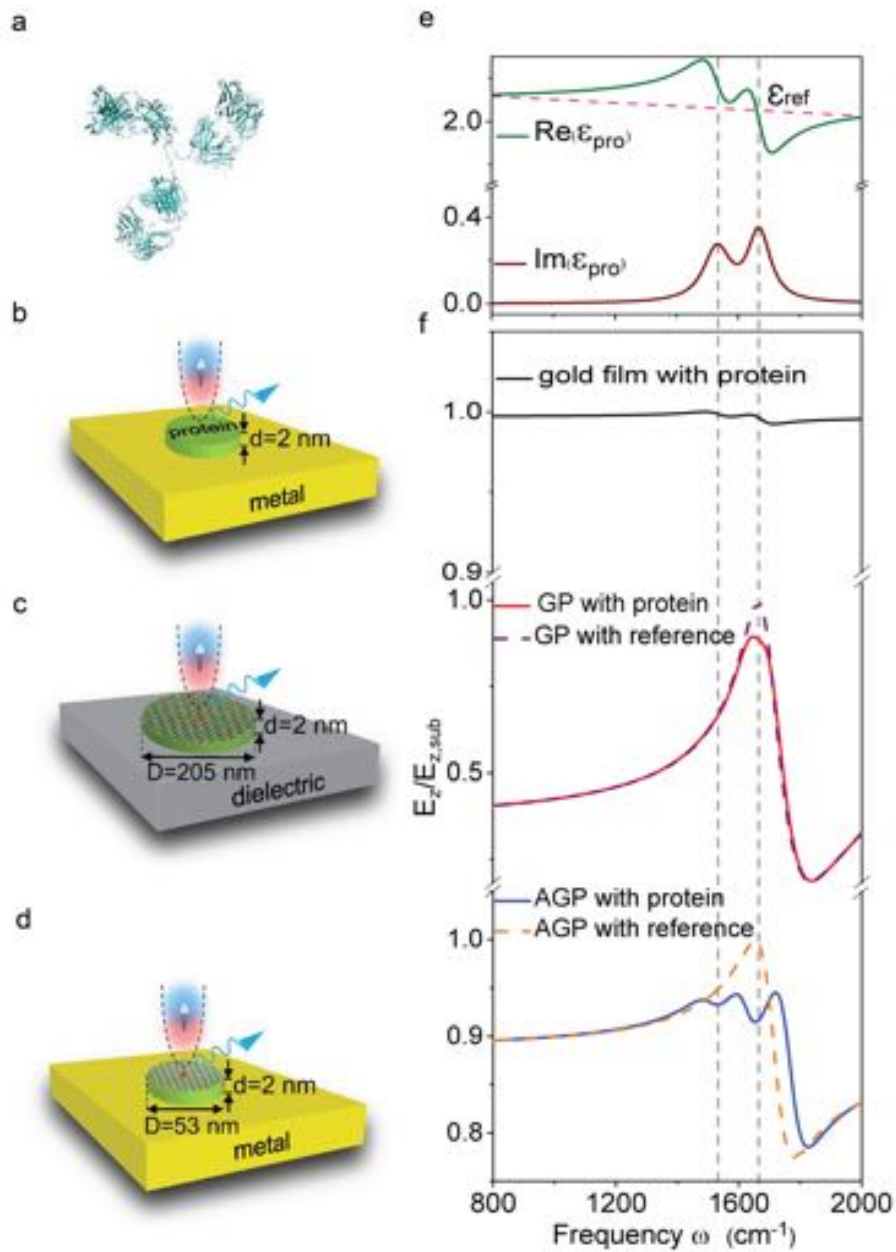 a
b
protein
d=2 nm
metal
c
d=2 nm
D=205 nm
dielectric
d
d=2 nm
D=53 nm
metal
e
εref
2.0
Re(εpro)
0.4
Im(εpro)
0.0
f
gold film with protein
1.0
0.9
1.0
GP with protein
GP with reference
0.5
Ez/Ez,sub
AGP with protein
1.0
AGP with reference
0.9
0.8
800 1200 1600 2000
Frequency ω (cm-1)